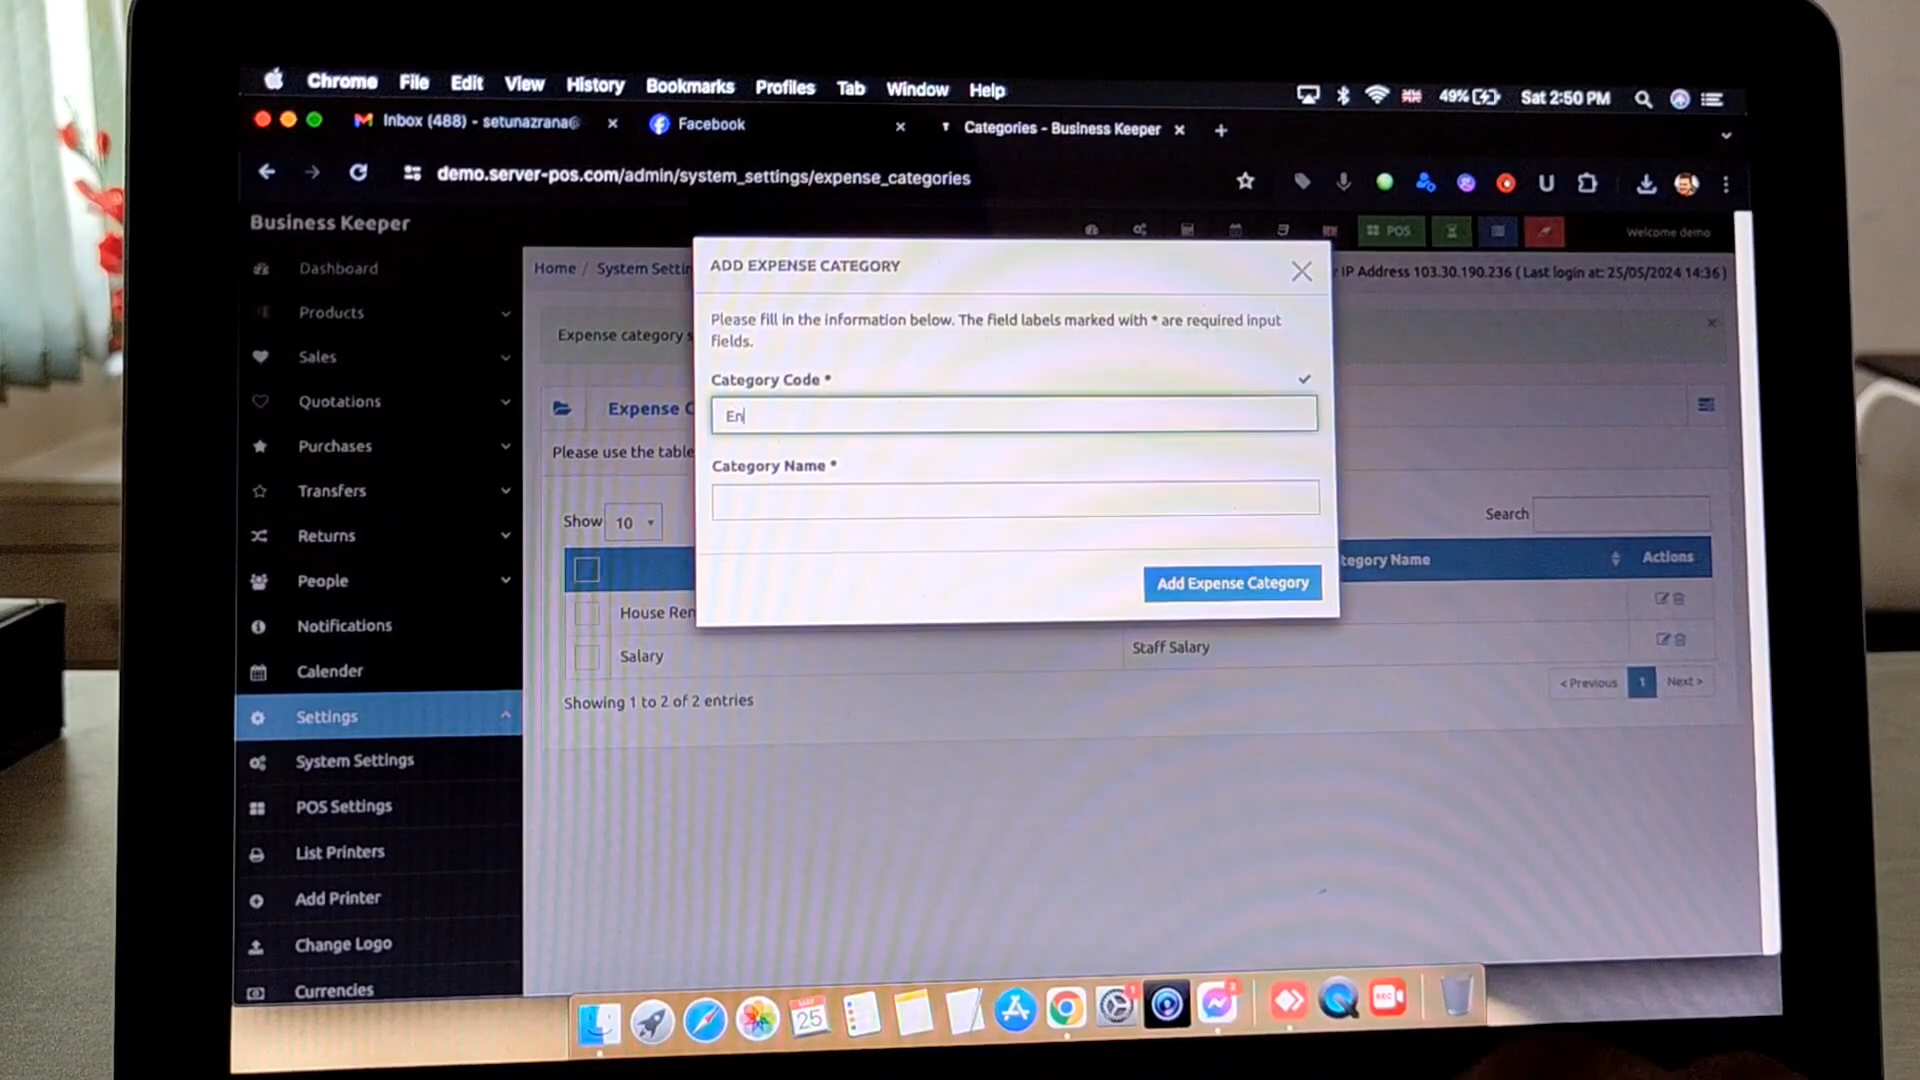 Chrome File Edit View History Bookmarks Profiles Tab Window Help 49% Sat 2:50 PM
Inbox (488) - setunazrana@ Facebook Categories - Business Keeper
demo.server-pos.com/admin/system_settings/expense_categories
Business Keeper POS Welcome demo
Dashboard
Products
Sales
Quotations
Purchases
Transfers
Returns
People
Notifications
Calender
Settings
System Settings
POS Settings
List Printers
Add Printer
Change Logo
Currencies
Home / System Settin
IP Address 103.30.190.236 ( Last login at: 25/05/2024 14:36 )
Expense category s
Expense C
Please use the table
Show 10
Search
tegory Name Actions
House Ren
Salary Staff Salary
Showing 1 to 2 of 2 entries
< Previous 1 Next >
ADD EXPENSE CATEGORY
Please fill in the information below. The field labels marked with * are required input
fields.
Category Code *
En
Category Name *
Add Expense Category
MAY
25
1
2
REC